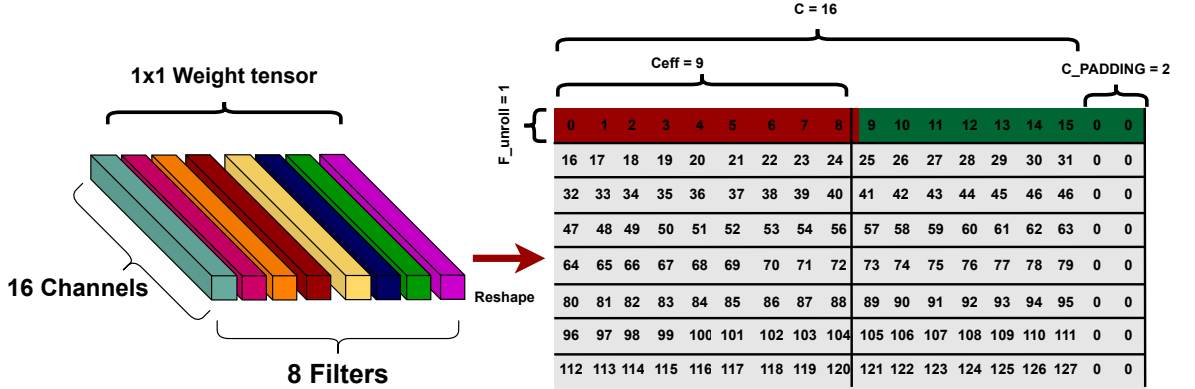 C = 16
1x1 Weight tensor
Ceff = 9
C_PADDING = 2
F_unroll = 1
0 1 2 3 4 5 6 7 8 9 10 11 12 13 14 15 0 0
16 17 18 19 20 21 22 23 24 25 26 27 28 29 30 31 0 0
32 33 34 35 36 37 38 39 40 41 42 43 44 45 46 46 0 0
47 48 49 50 51 52 53 54 56 57 58 59 60 61 62 63 0 0
64 65 66 67 68 69 70 71 72 73 74 75 76 77 78 79 0 0
80 81 82 83 84 85 86 87 88 89 90 91 92 93 94 95 0 0
96 97 98 99 100 101 102 103 104 105 106 107 108 109 110 111 0 0
112 113 114 115 116 117 118 119 120 121 122 123 124 125 126 127 0 0
16 Channels
Reshape
8 Filters